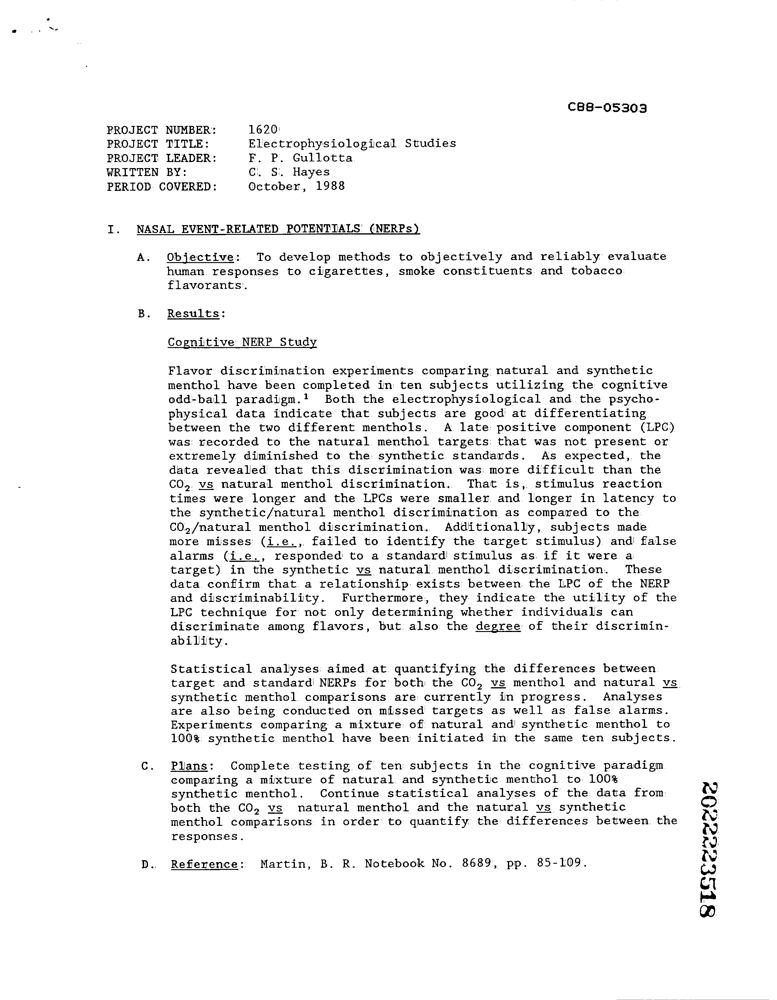 CBB-05303
PROJECT NUMBER: 1620
PROJECT TITLE: Electrophysiological Studies
PROJECT LEADER: F. P. Gullotta
WRITTEN BY: C. S. Hayes
PERIOD COVERED: October, 1988
I. NASAL EVENT-RELATED POTENTIALS (NERPs)
A. Objective: To develop methods to objectively and reliably evaluate
human responses to cigarettes, smoke constituents and tobacco
flavorants.
B. Results:
Cognitive NERP Study
Flavor discrimination experiments comparing natural and synthetic
menthol have been completed in ten subjects utilizing the cognitive
odd-ball paradigm.¹ Both the electrophysiological and the psycho-
physical data indicate that subjects are good at differentiating
between the two different menthols. A late positive component (LPC)
was recorded to the natural menthol targets that was not present or
extremely diminished to the synthetic standards. As expected, the
data revealed that this discrimination was more difficult than the
CO₂ vs natural menthol discrimination. That is, stimulus reaction
times were longer and the LPCs were smaller and longer in latency to
the synthetic/natural menthol discrimination as compared to the
CO₂/natural menthol discrimination. Additionally, subjects made
more misses (i.e., failed to identify the target stimulus) and false
alarms (i.e., responded to a standard stimulus as if it were a
target) in the synthetic vs natural menthol discrimination. These
data confirm that a relationship exists between the LPC of the NERP
and discriminability. Furthermore, they indicate the utility of the
LPC technique for not only determining whether individuals can
discriminate among flavors, but also the degree of their discrimin-
ability.
Statistical analyses aimed at quantifying the differences between
target and standard NERPs for both the CO₂ vs menthol and natural vs
synthetic menthol comparisons are currently in progress. Analyses
are also being conducted on missed targets as well as false alarms.
Experiments comparing a mixture of natural and synthetic menthol to
100% synthetic menthol have been initiated in the same ten subjects.
C. Plans: Complete testing of ten subjects in the cognitive paradigm
comparing a mixture of natural and synthetic menthol to 100%
synthetic menthol. Continue statistical analyses of the data from
both the CO₂ vs natural menthol and the natural vs synthetic
menthol comparisons in order to quantify the differences between the
responses.
D. Reference: Martin, B. R. Notebook No. 8689, pp. 85-109.
2022223518